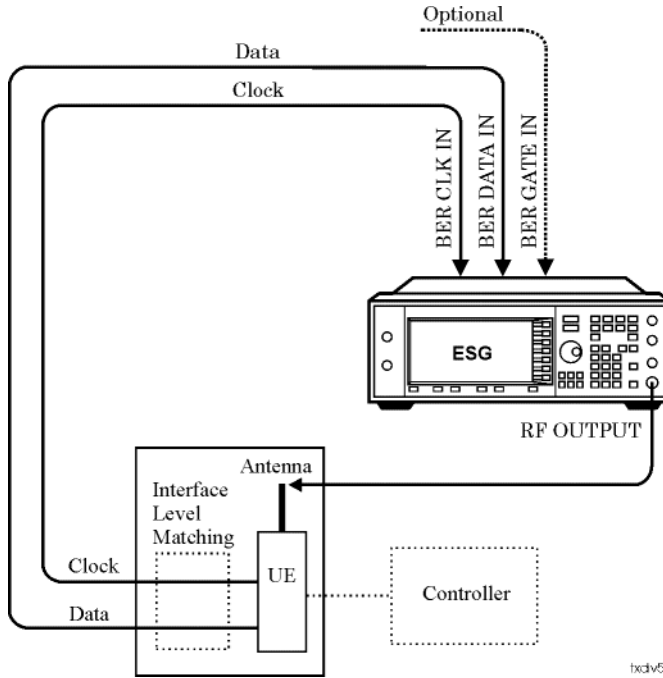 Optional
Data
Clock
BER CLK IN
BER DATA IN
BER GATE IN
ESG
RF OUTPUT
Antenna
Interface
Level
Matching
Clock
UE
Controller
Data
txdiv5